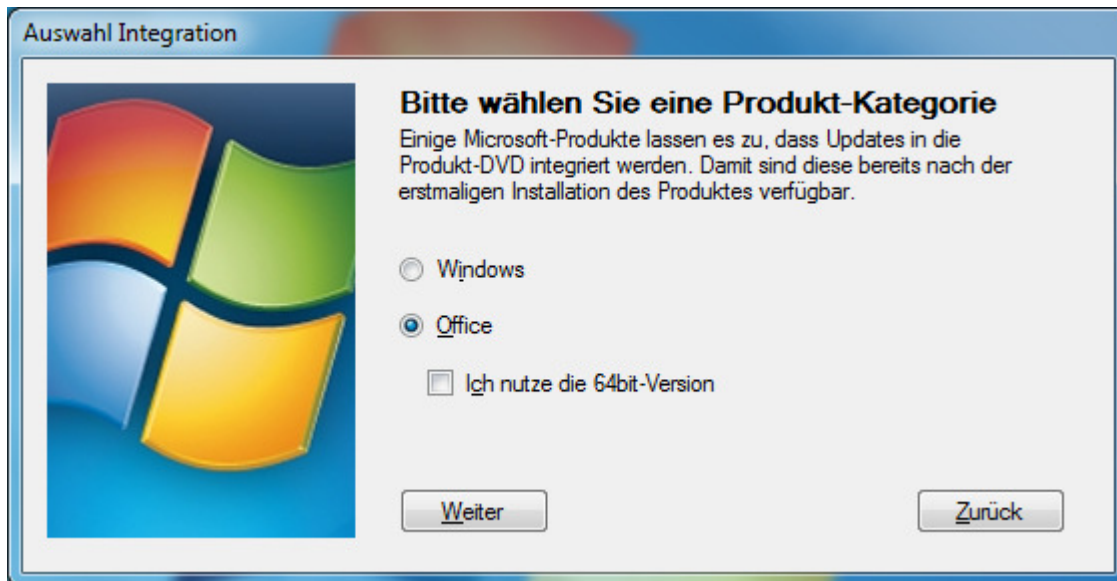 Auswahl Integration
Bitte wählen Sie eine Produkt-Kategorie
Einige Microsoft-Produkte lassen es zu, dass Updates in die
Produkt-DVD integriert werden. Damit sind diese bereits nach der
erstmaligen Installation des Produktes verfügbar.
Windows
Office
Ich nutze die 64bit-Version
Weiter
Zurück